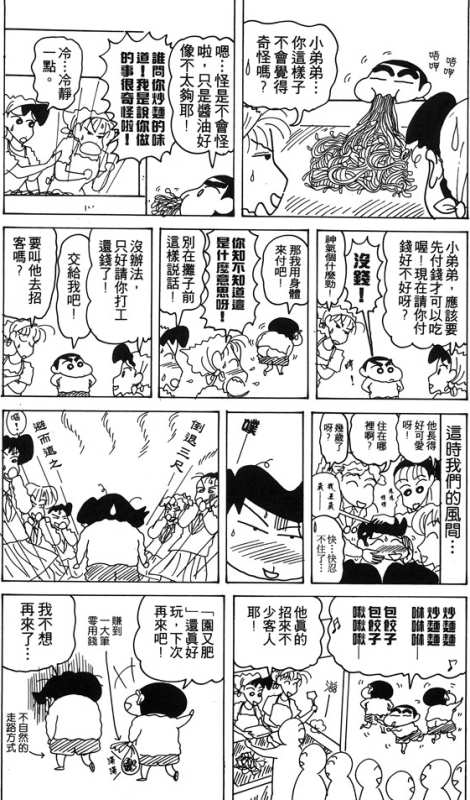 唔呷
唔呷
小弟弟…
你這樣子
不會覺得
奇怪嗎？
嗯…怪是不會怪
啦，只是醬油好
像不太夠耶！
誰問你炒麵的味
道！我是說你做
的事很奇怪啦！
冷…冷靜
一點。
小弟弟，應該要
先付錢才可以吃
喔！現在請你付
錢好不好呀？
沒錢！
神氣個什麼勁！
那我用身體
來付吧！
你知不知道這
是什麼意思呀！
別在攤子前
這樣說話！
沒辦法，
只好請你打工
還錢了！
交給我吧！
要叫他去招
客嗎？
這時我們的風間…
他長得
好可愛
呀！
住在哪
裡啊？
幾歲了
呀？
快…快忍
不住了…
噗
倒退三尺
避而遠之
嗚！
炒麵麵
炒麵麵
咻咻咻
包餃子
包餃子
啾啾啾
他真的
招來不
少客人
耶！
「園又肥
」還真好
玩，下次
再來吧！
賺到
一大筆
零用錢
我不想
再來了…
不自然的
走路方式